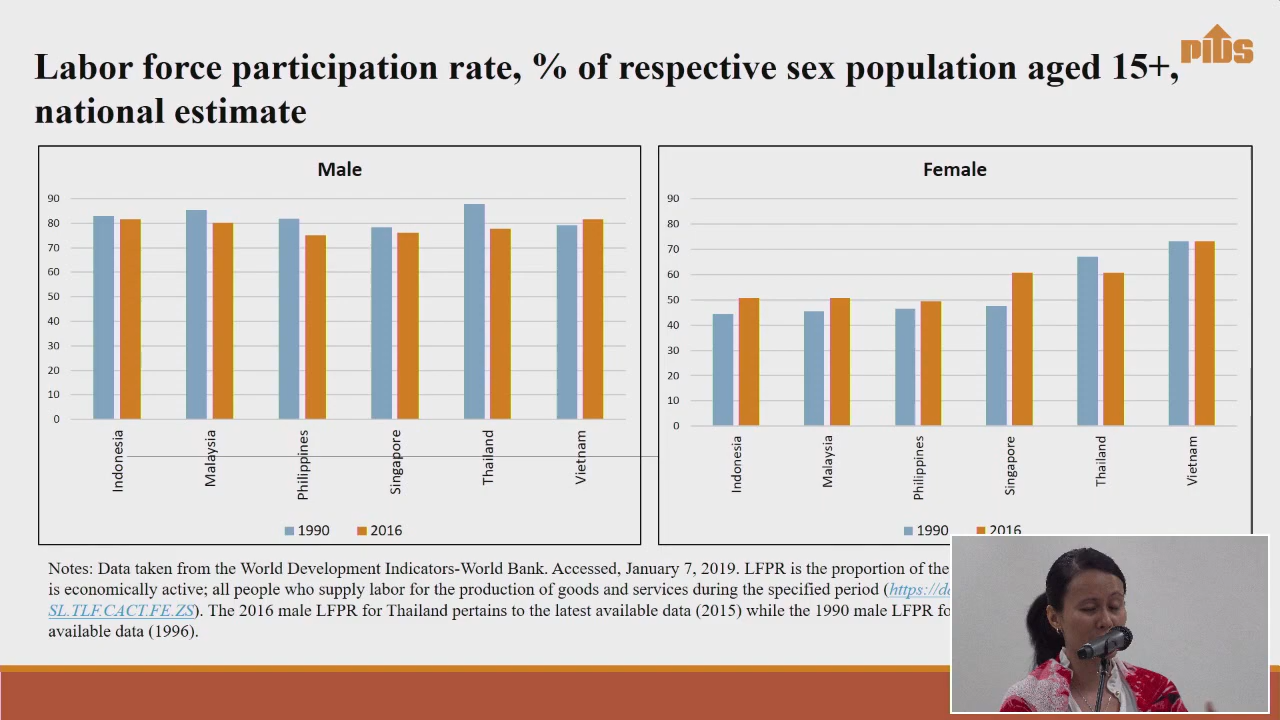 PIDS
Labor force participation rate, % of respective sex population aged 15+,
national estimate
Male
90
80
70
60
50
40
30
20
10
0
Indonesia
Malaysia
Philippines
Singapore
Thailand
Vietnam
1990
2016
Female
90
80
70
60
50
40
30
20
10
0
Indonesia
Malaysia
Philippines
Singapore
Thailand
Vietnam
1990
2016
Notes: Data taken from the World Development Indicators-World Bank. Accessed, January 7, 2019. LFPR is the proportion of the
is economically active; all people who supply labor for the production of goods and services during the specified period (https://d
SL.TLF.CACT.FE.ZS). The 2016 male LFPR for Thailand pertains to the latest available data (2015) while the 1990 male LFPR
available data (1996).